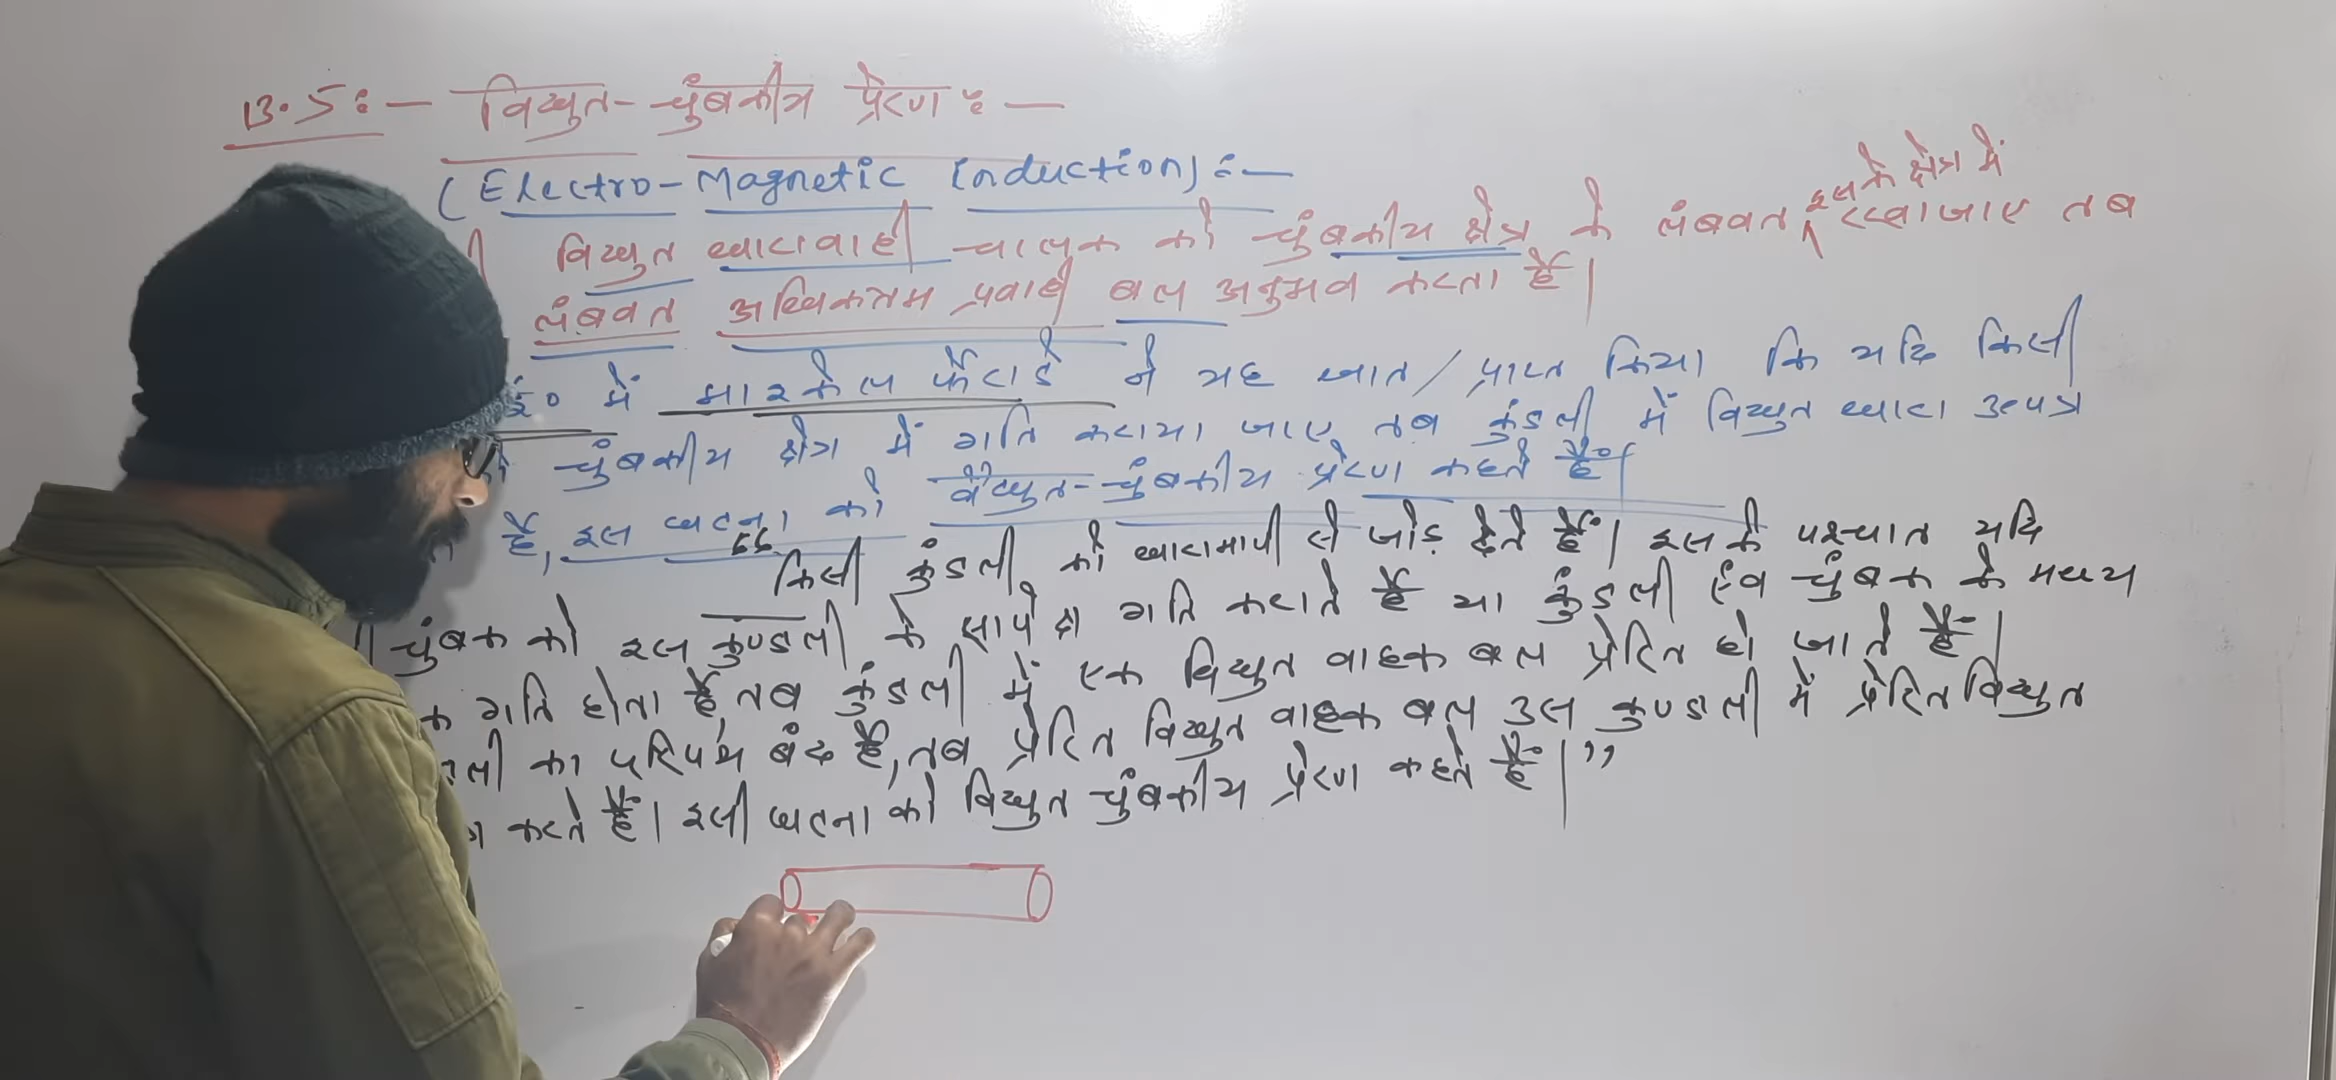 13.5:- विद्युत-चुंबकीय प्रेरण :-
(Electro-Magnetic Induction):-
इसके क्षेत्र में
विद्युत धारावाही चालक को चुंबकीय क्षेत्र के लंबवत रखा जाए तब
लंबवत अधिकतम प्रवाही बल अनुभव करता है।
ई० में माइकेल फैराडे ने यह ज्ञात/प्राप्त किया कि यदि किसी
चुंबकीय क्षेत्र में गति कराया जाए तब कुंडली में विद्युत धारा उत्पन्न
है, इस घटना को वैद्युत-चुंबकीय प्रेरण कहते हैं।
“किसी कुंडली को धारामापी से जोड़ देते हैं। इसके पश्चात यदि
चुंबक को इस कुण्डली के सापेक्ष गति कराते हैं या कुंडली एंव चुंबक के मध्य
गति होता है, तब कुंडली में एक विद्युत वाहक बल प्रेरित हो जाते हैं।
का परिपथ बंद है, तब प्रेरित विद्युत वाहक बल उस कुण्डली में प्रेरित विद्युत
करते हैं। इसी घटना को विद्युत चुंबकीय प्रेरण कहते हैं।”